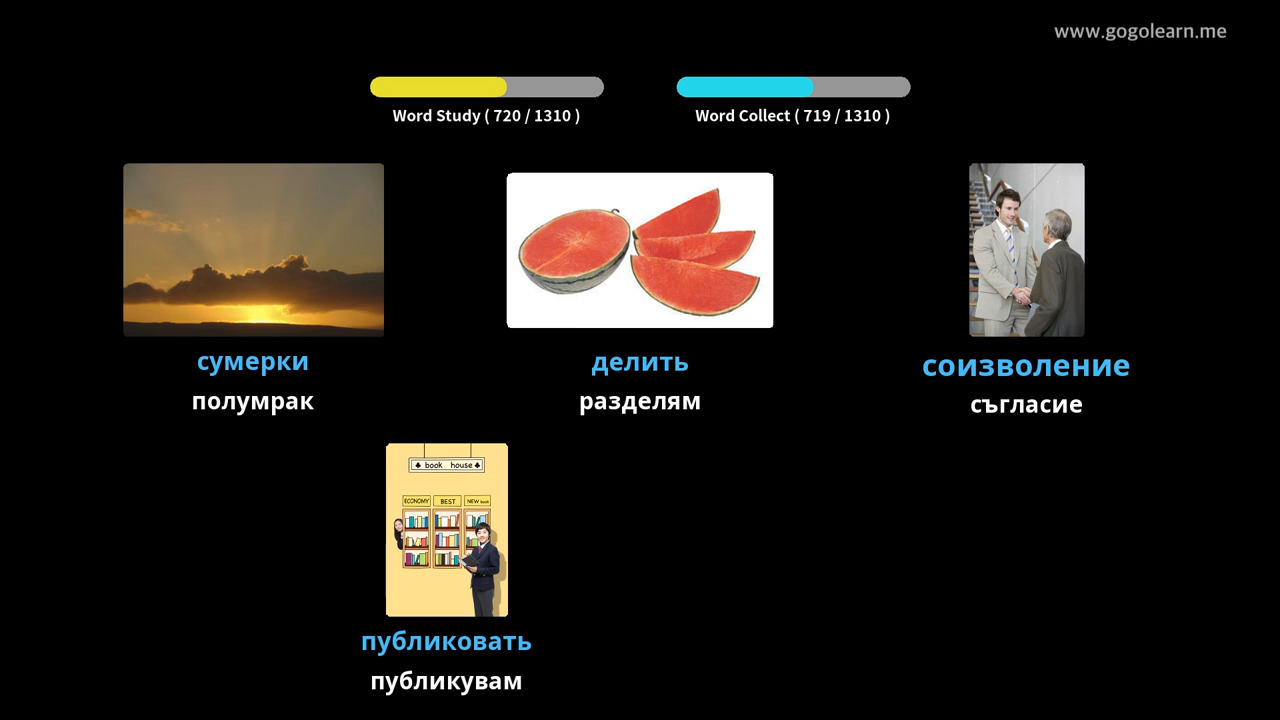 www.gogolearn.me
Word Study ( 720 / 1310 )
Word Collect ( 719 / 1310 )
сумерки
полумрак
делить
разделям
соизволение
съгласие
♣ book house ♣
ECONOMY
BEST
NEW book
публиковать
публикувам